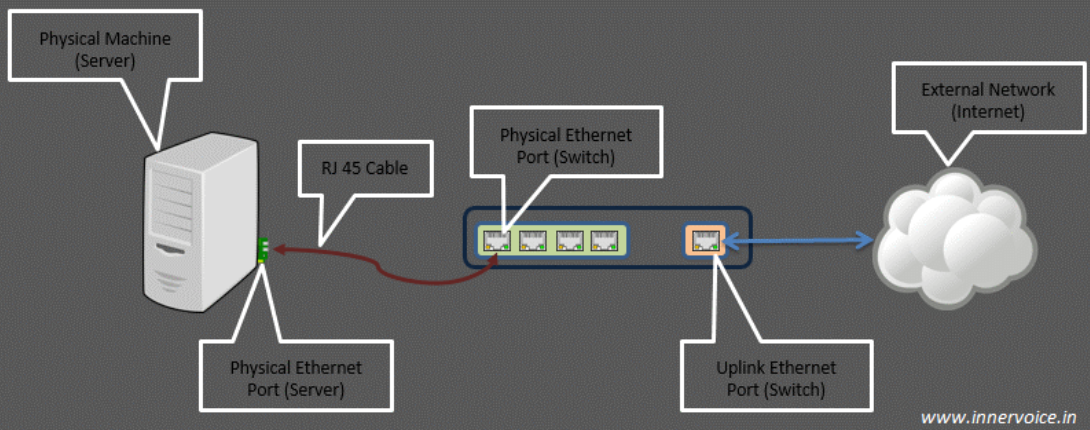 Physical Machine
(Server)
External Network
(Internet)
Physical Ethernet
Port (Switch)
RJ 45 Cable
Physical Ethernet
Port (Server)
Uplink Ethernet
Port (Switch)
www.innervoice.in